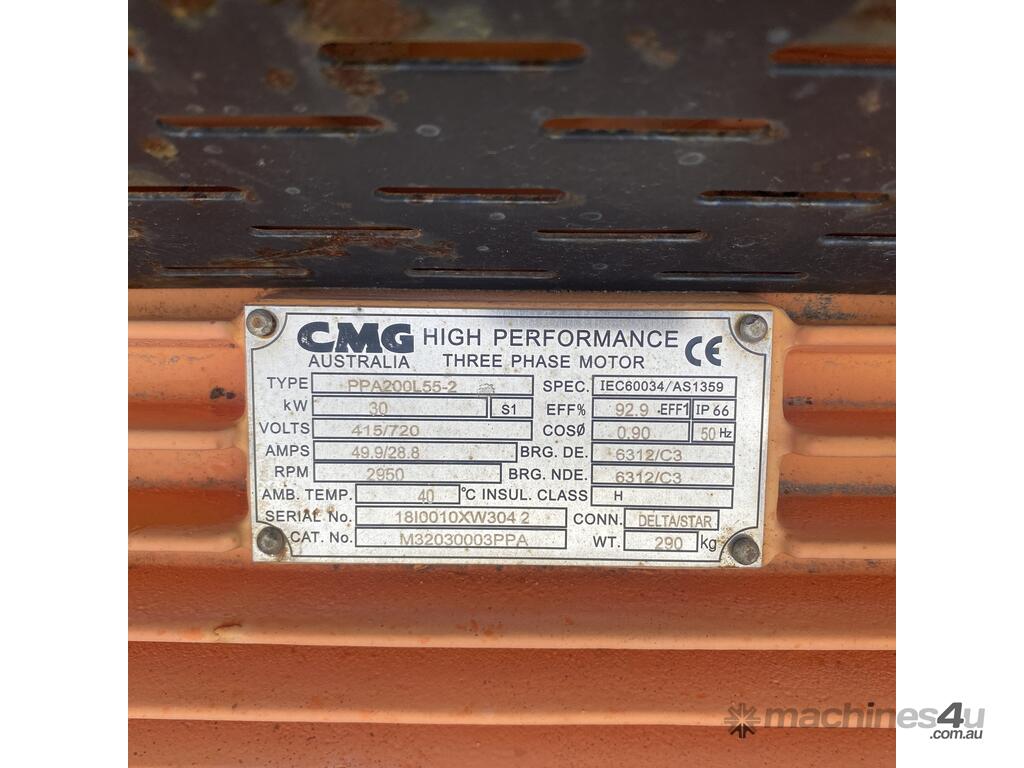 CMG HIGH PERFORMANCE CE
AUSTRALIA THREE PHASE MOTOR
TYPE PPA200L55-2 SPEC. IEC60034/AS1359
kW 30 S1 EFF% 92.9 EFF1 IP 66
VOLTS 415/720 COSØ 0.90 50 Hz
AMPS 49.9/28.8 BRG. DE. 6312/C3
RPM 2950 BRG. NDE. 6312/C3
AMB. TEMP. 40 °C INSUL. CLASS H
SERIAL No. 18I0010XW304 2 CONN. DELTA/STAR
CAT. No. M32030003PPA WT. 290 kg
machines4u
.com.au